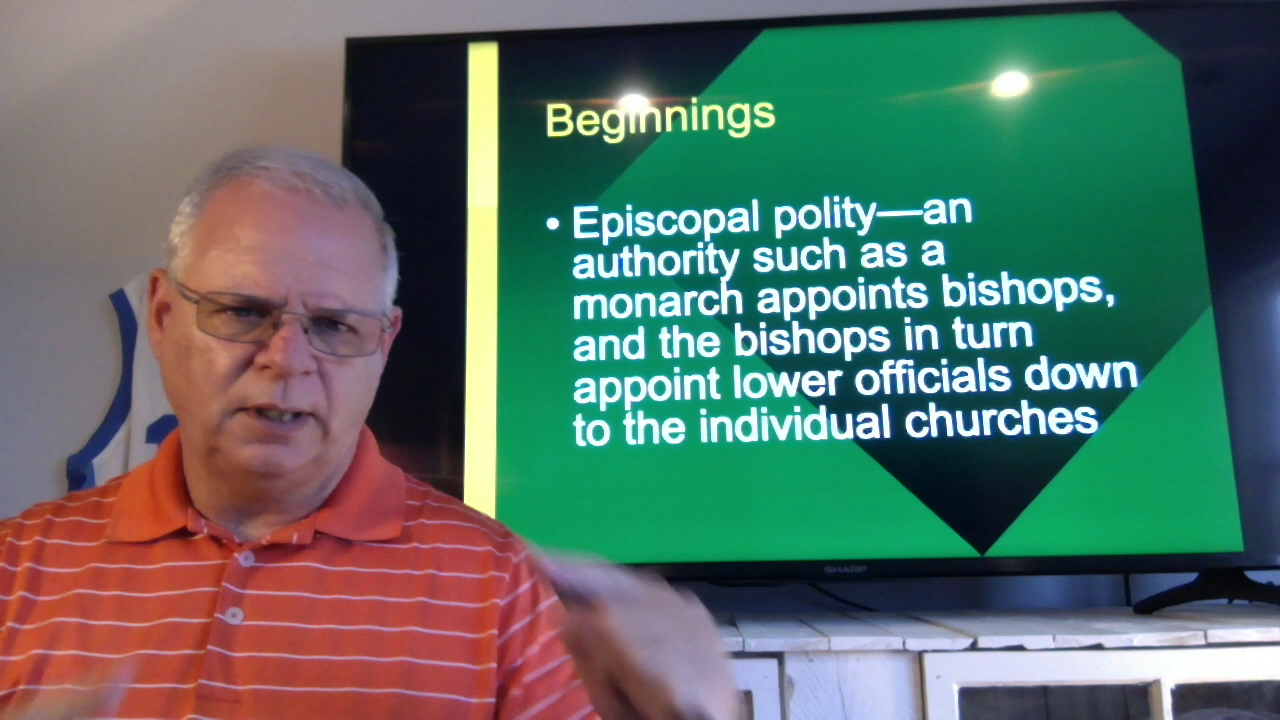 Beginnings
• Episcopal polity—an
authority such as a
monarch appoints bishops,
and the bishops in turn
appoint lower officials down
to the individual churches
SHARP